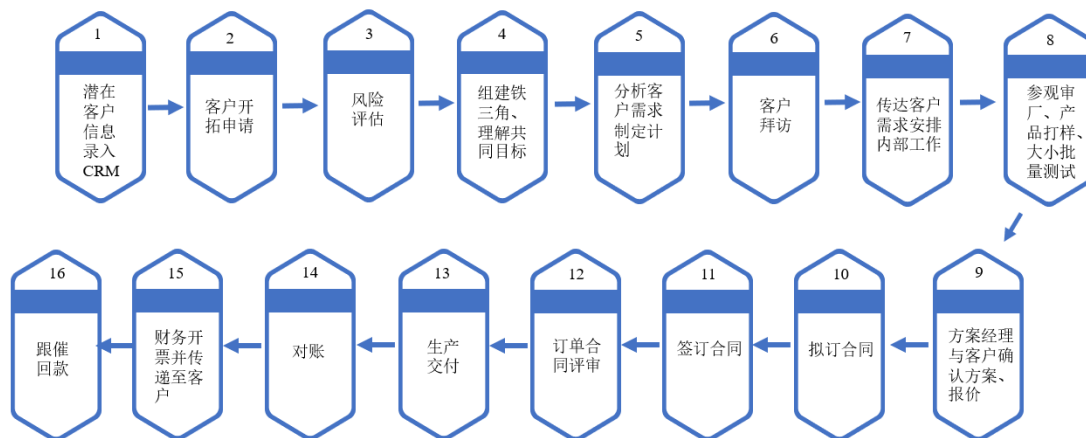 1
潜在
客户
信息
录入
CRM
2
客户开
拓申请
3
风险
评估
4
组建铁
三角、
理解共
同目标
5
分析客
户需求
制定计
划
6
客户
拜访
7
传达客户
需求安排
内部工作
8
参观审
厂、产
品打样、
大小批
量测试
9
方案经理
与客户确
认方案、
报价
10
拟订合同
11
签订合同
12
订单合
同评审
13
生产
交付
14
对账
15
财务开
票并传
递至客
户
16
跟催
回款